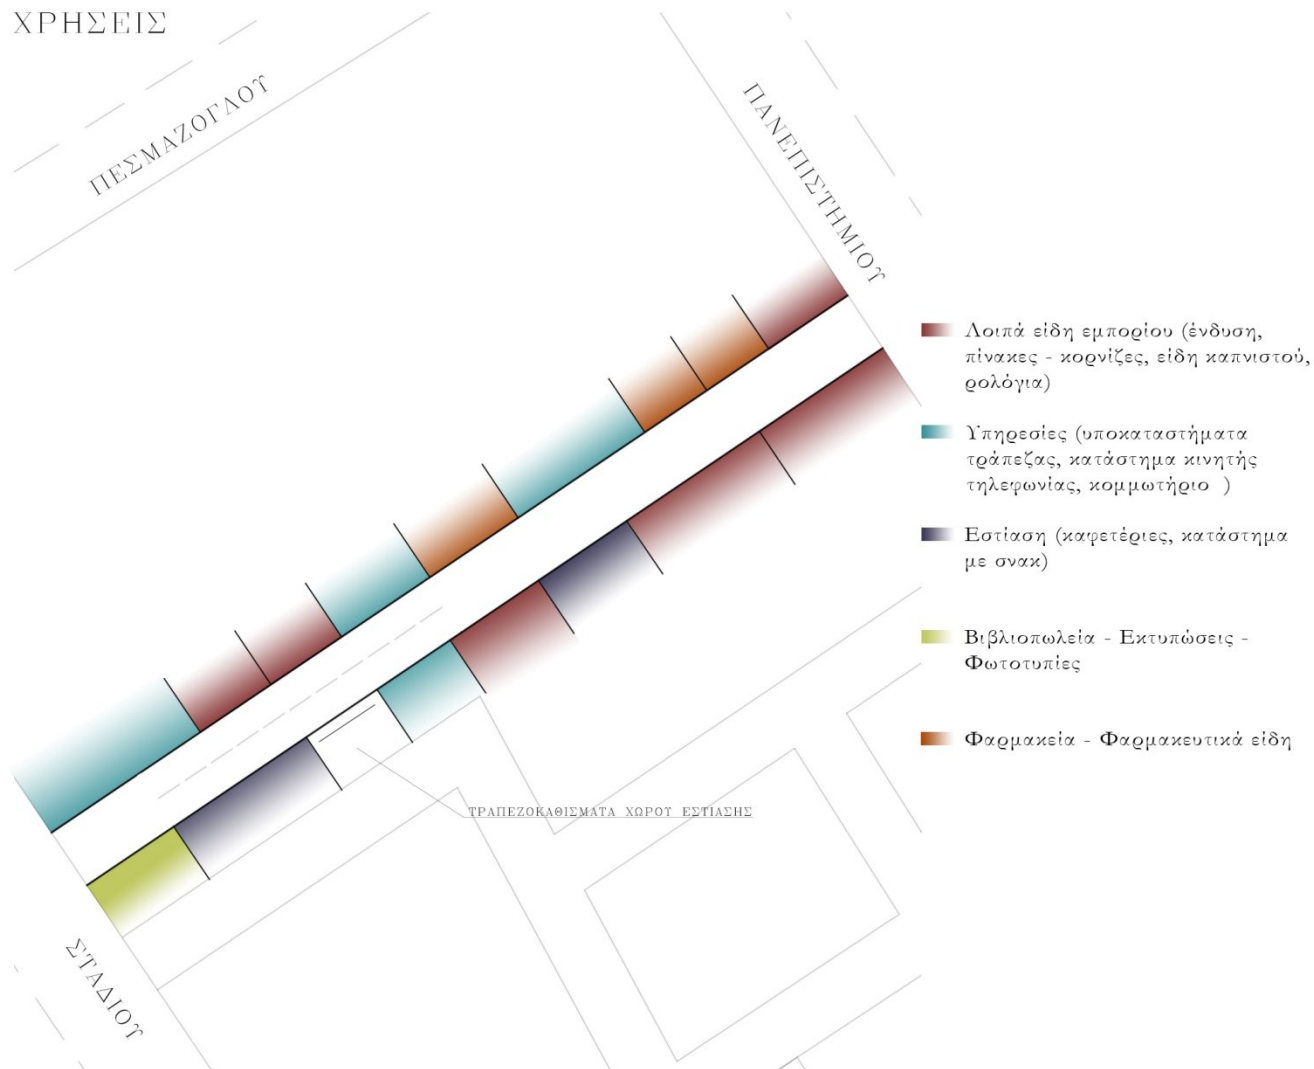 ΧΡΗΣΕΙΣ
ΠΕΣΜΑΖΟΓΛΟΥ
ΠΑΝΕΠΙΣΤΗΜΙΟΥ
Λοιπά είδη εμπορίου (ένδυση,
πίνακες - κορνίζες, είδη καπνιστού,
ρολόγια)
Υπηρεσίες (υποκαταστήματα
τράπεζας, κατάστημα κινητής
τηλεφωνίας, κομμωτήριο )
Εστίαση (καφετέριες, κατάστημα
με σνακ)
Βιβλιοπωλεία - Εκτυπώσεις -
Φωτοτυπίες
Φαρμακεία - Φαρμακευτικά είδη
ΤΡΑΠΕΖΟΚΑΘΙΣΜΑΤΑ ΧΩΡΟΥ ΕΣΤΙΑΣΗΣ
ΣΤΑΔΙΟΥ